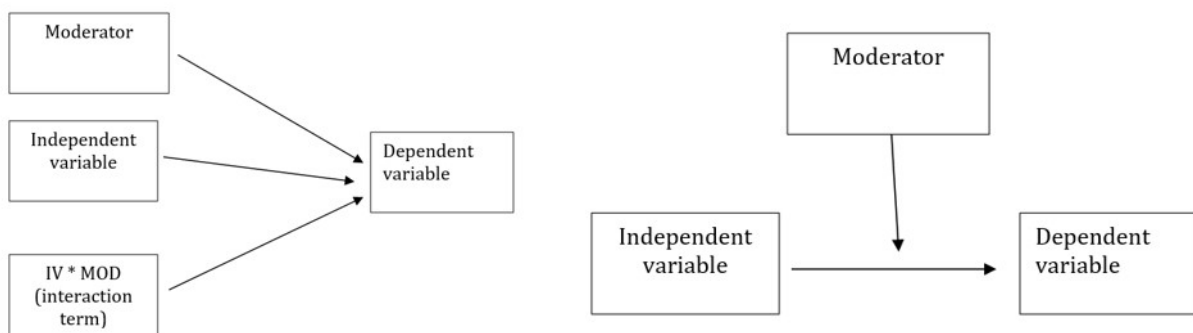 Moderator
Independent
variable
Dependent
variable
IV * MOD
(interaction
term)
Moderator
Independent
variable
Dependent
variable